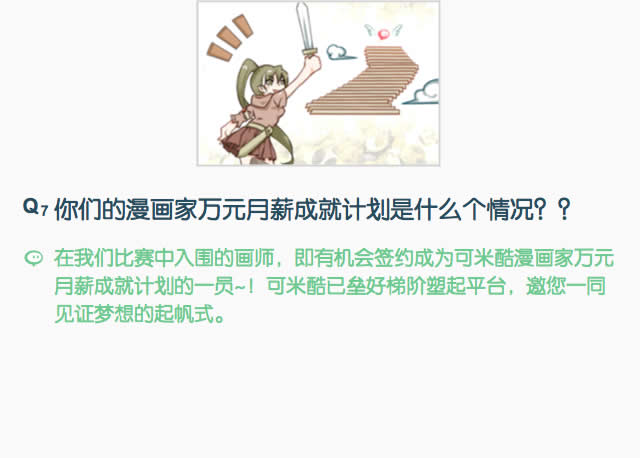 Q7 你们的漫画家万元月薪成就计划是什么个情况？？
在我们比赛中入围的画师，即有机会签约成为可米酷漫画家万元
月薪成就计划的一员~！可米酷已垒好梯阶塑起平台，邀您一同
见证梦想的起帆式。